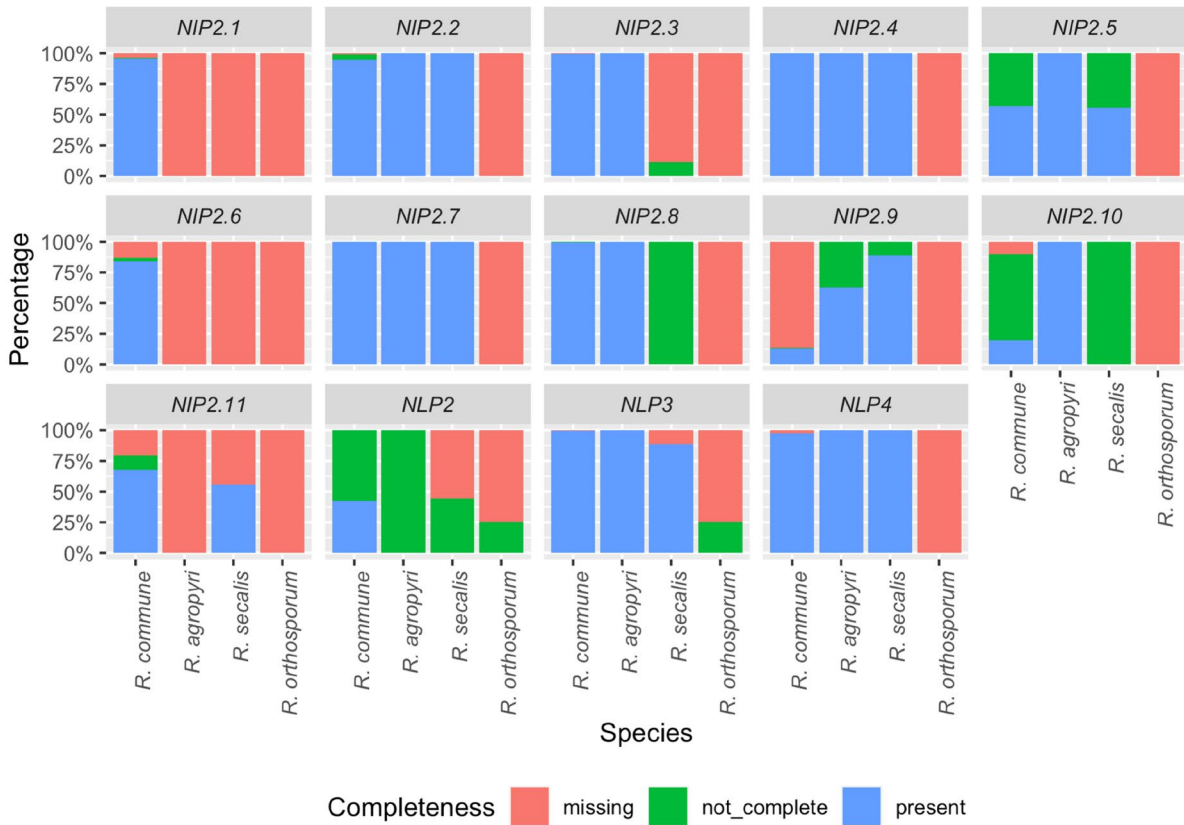 NIP2.1 NIP2.2 NIP2.3 NIP2.4 NIP2.5
100%
75%
50%
25%
0%
NIP2.6 NIP2.7 NIP2.8 NIP2.9 NIP2.10
100%
75%
50%
25%
0%
NIP2.11 NLP2 NLP3 NLP4
100%
75%
50%
25%
0%
Percentage
R. commune
R. agropyri
R. secalis
R. orthosporum
R. commune
R. agropyri
R. secalis
R. orthosporum
R. commune
R. agropyri
R. secalis
R. orthosporum
R. commune
R. agropyri
R. secalis
R. orthosporum
R. commune
R. agropyri
R. secalis
R. orthosporum
Species
Completeness missing not_complete present